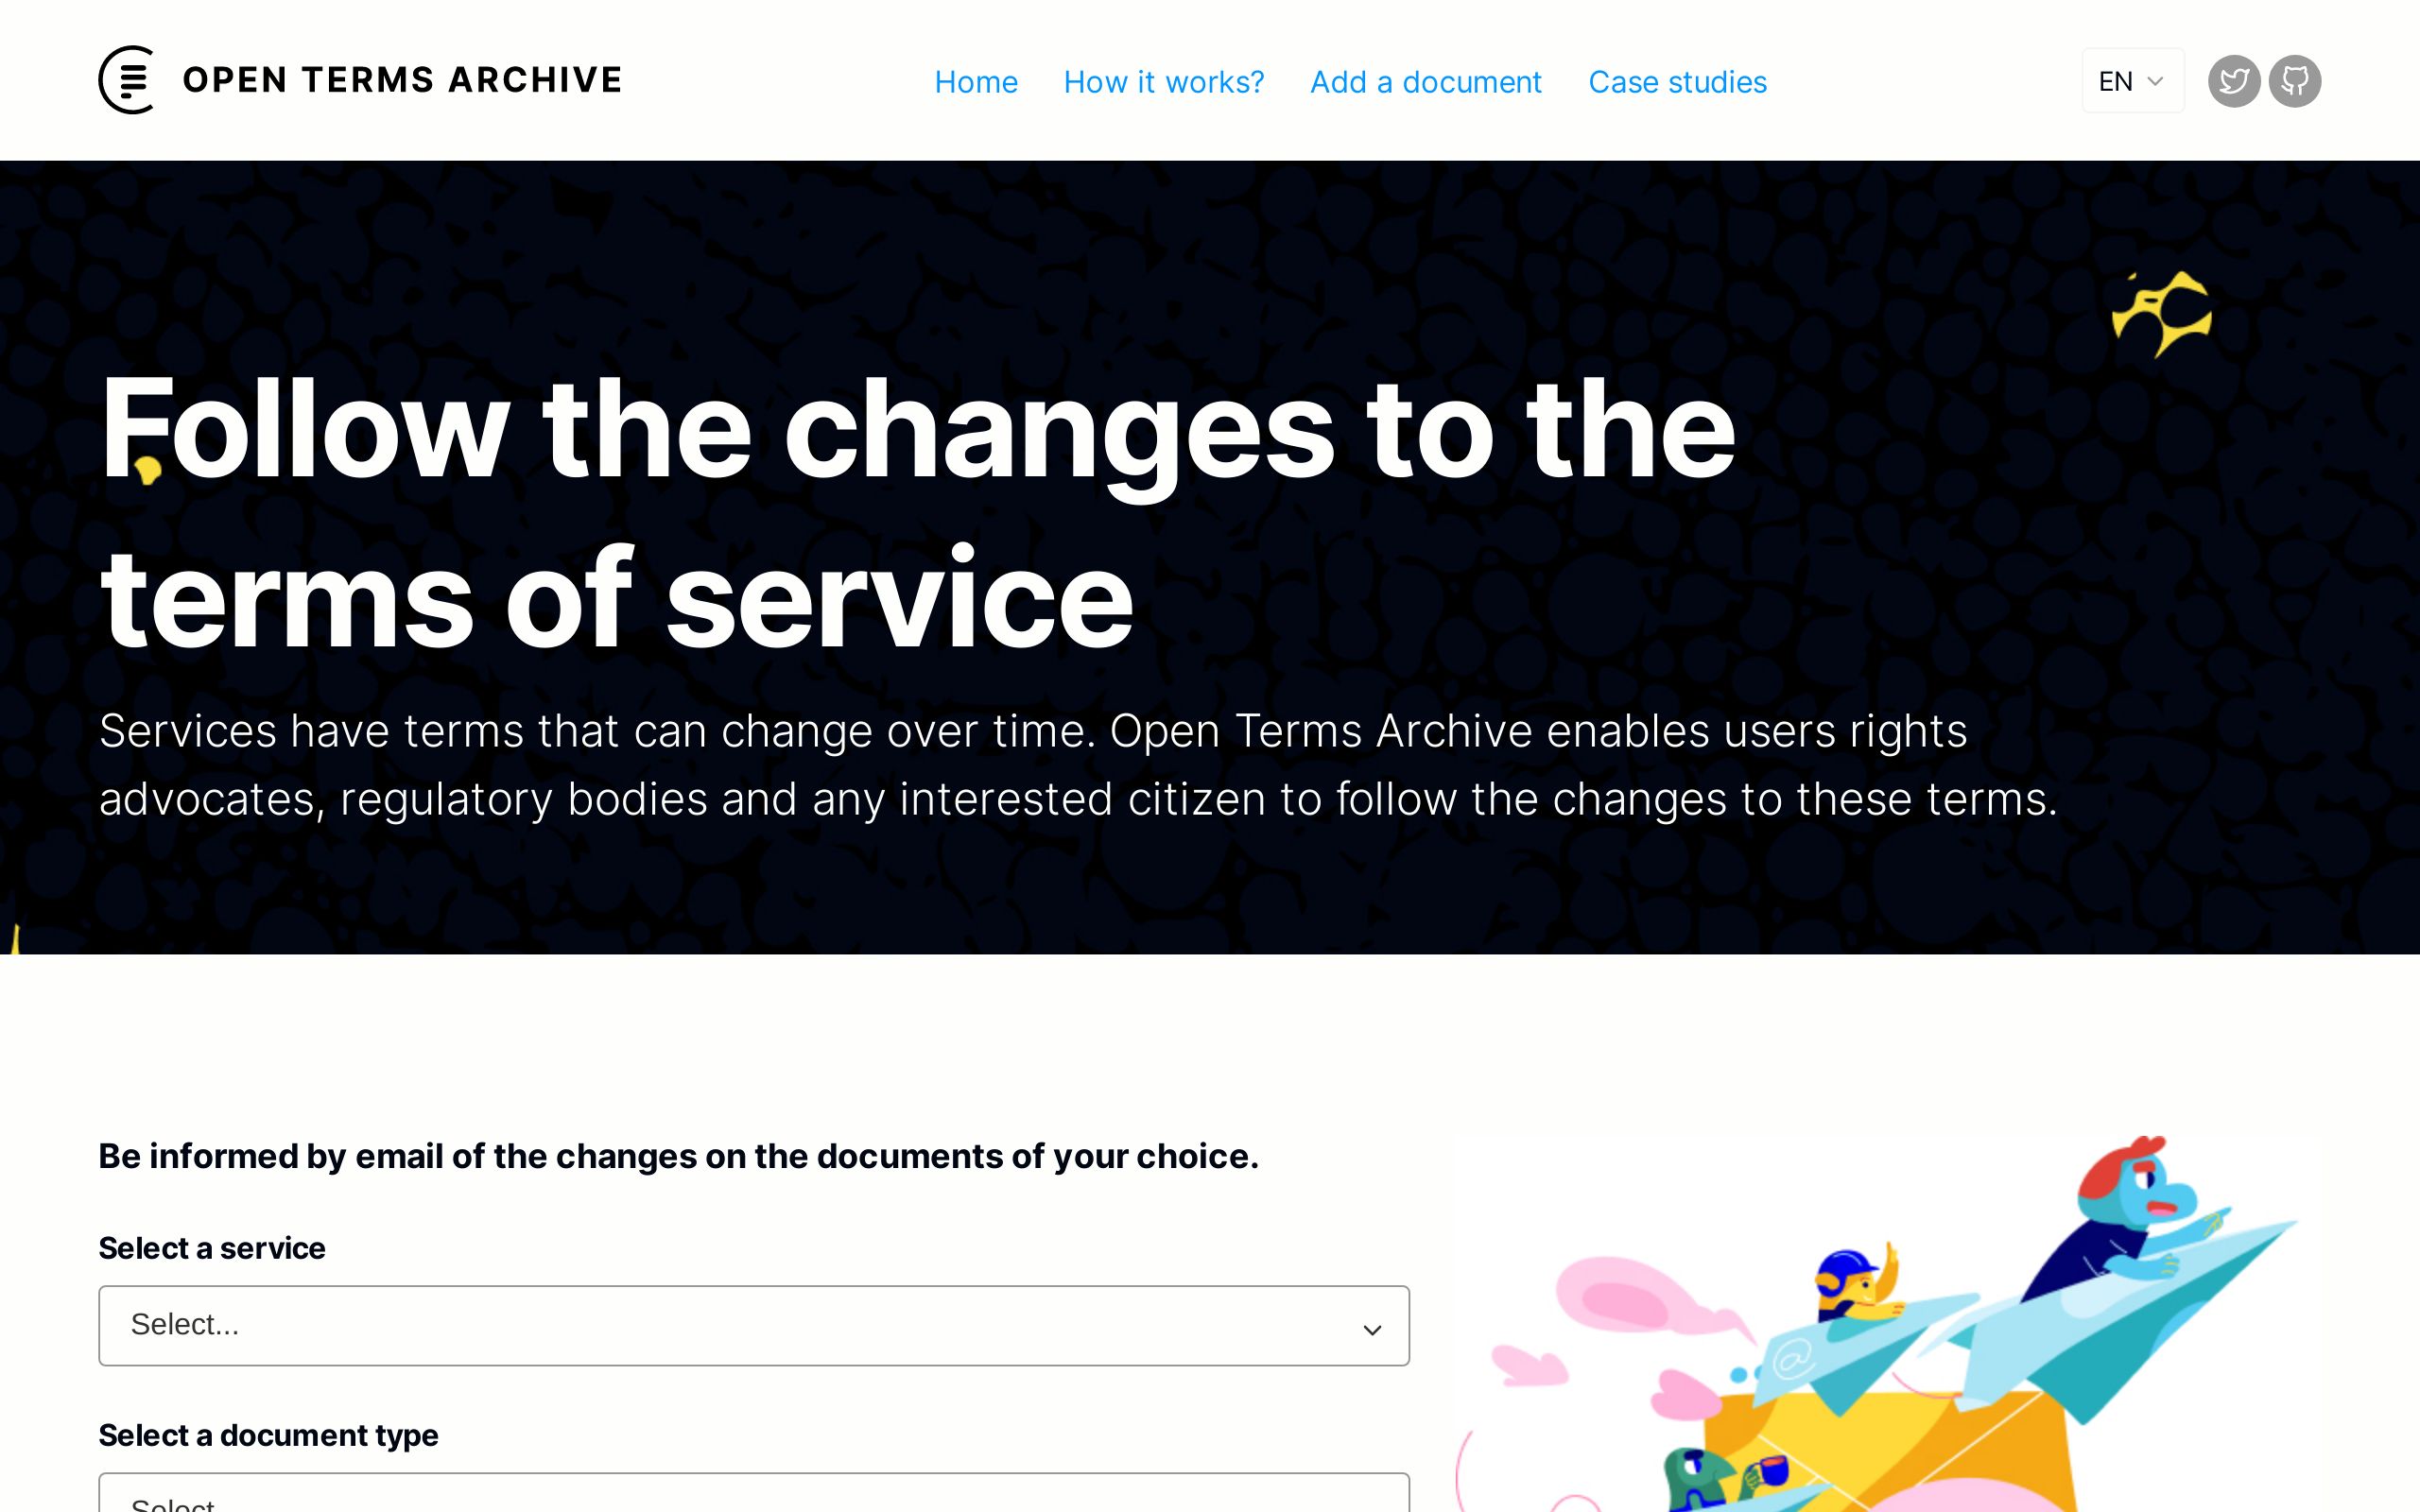 OPEN TERMS ARCHIVE
Home How it works? Add a document Case studies
EN
Follow the changes to the
terms of service
Services have terms that can change over time. Open Terms Archive enables users rights
advocates, regulatory bodies and any interested citizen to follow the changes to these terms.
Be informed by email of the changes on the documents of your choice.
Select a service
Select...
Select a document type
Select...
@